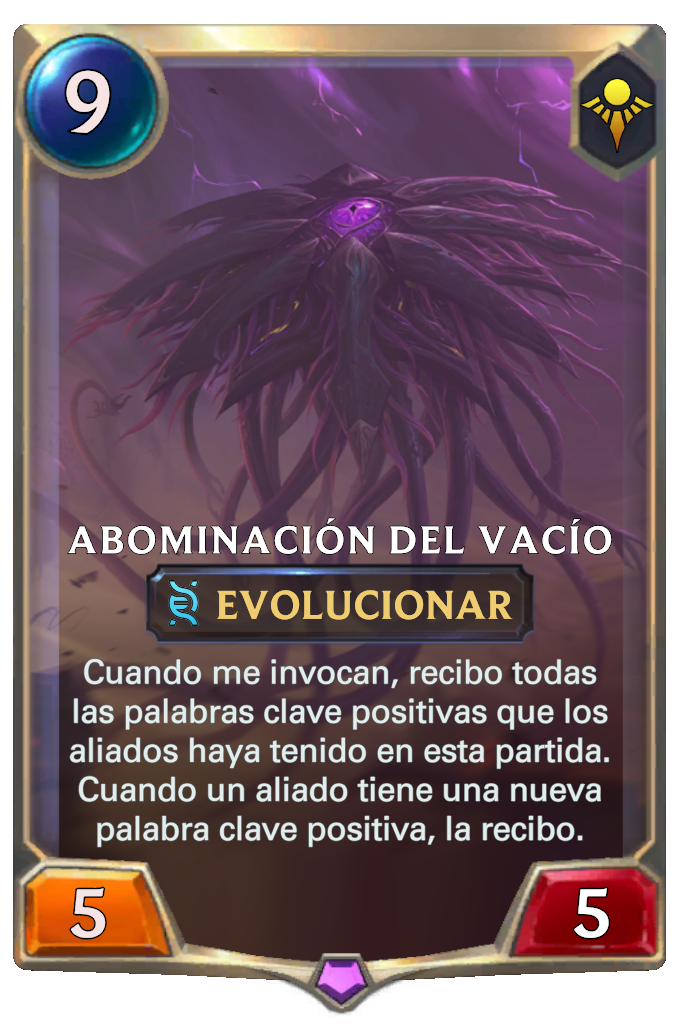 9
ABOMINACIÓN DEL VACÍO
EVOLUCIONAR
Cuando me invocan, recibo todas
las palabras clave positivas que los
aliados haya tenido en esta partida.
Cuando un aliado tiene una nueva
palabra clave positiva, la recibo.
5
5